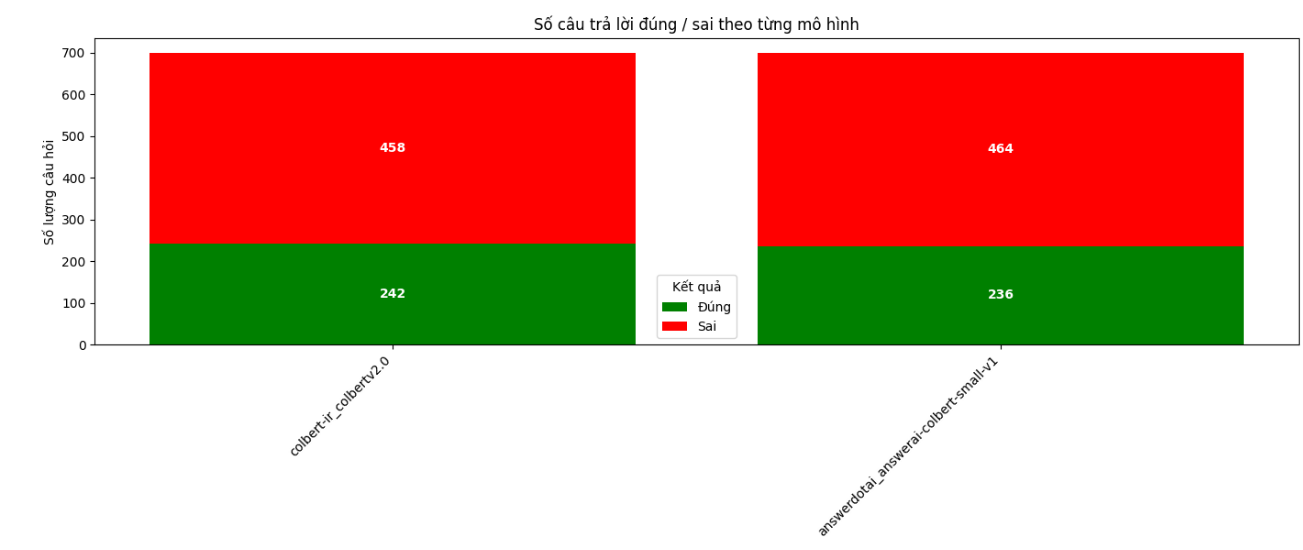 Số câu trả lời đúng / sai theo từng mô hình
Số lượng câu hỏi
700
600
500
400
300
200
100
0
458
242
464
236
Kết quả
Đúng
Sai
colbert-ir_colbertv2.0
answerdotai_answerai-colbert-small-v1